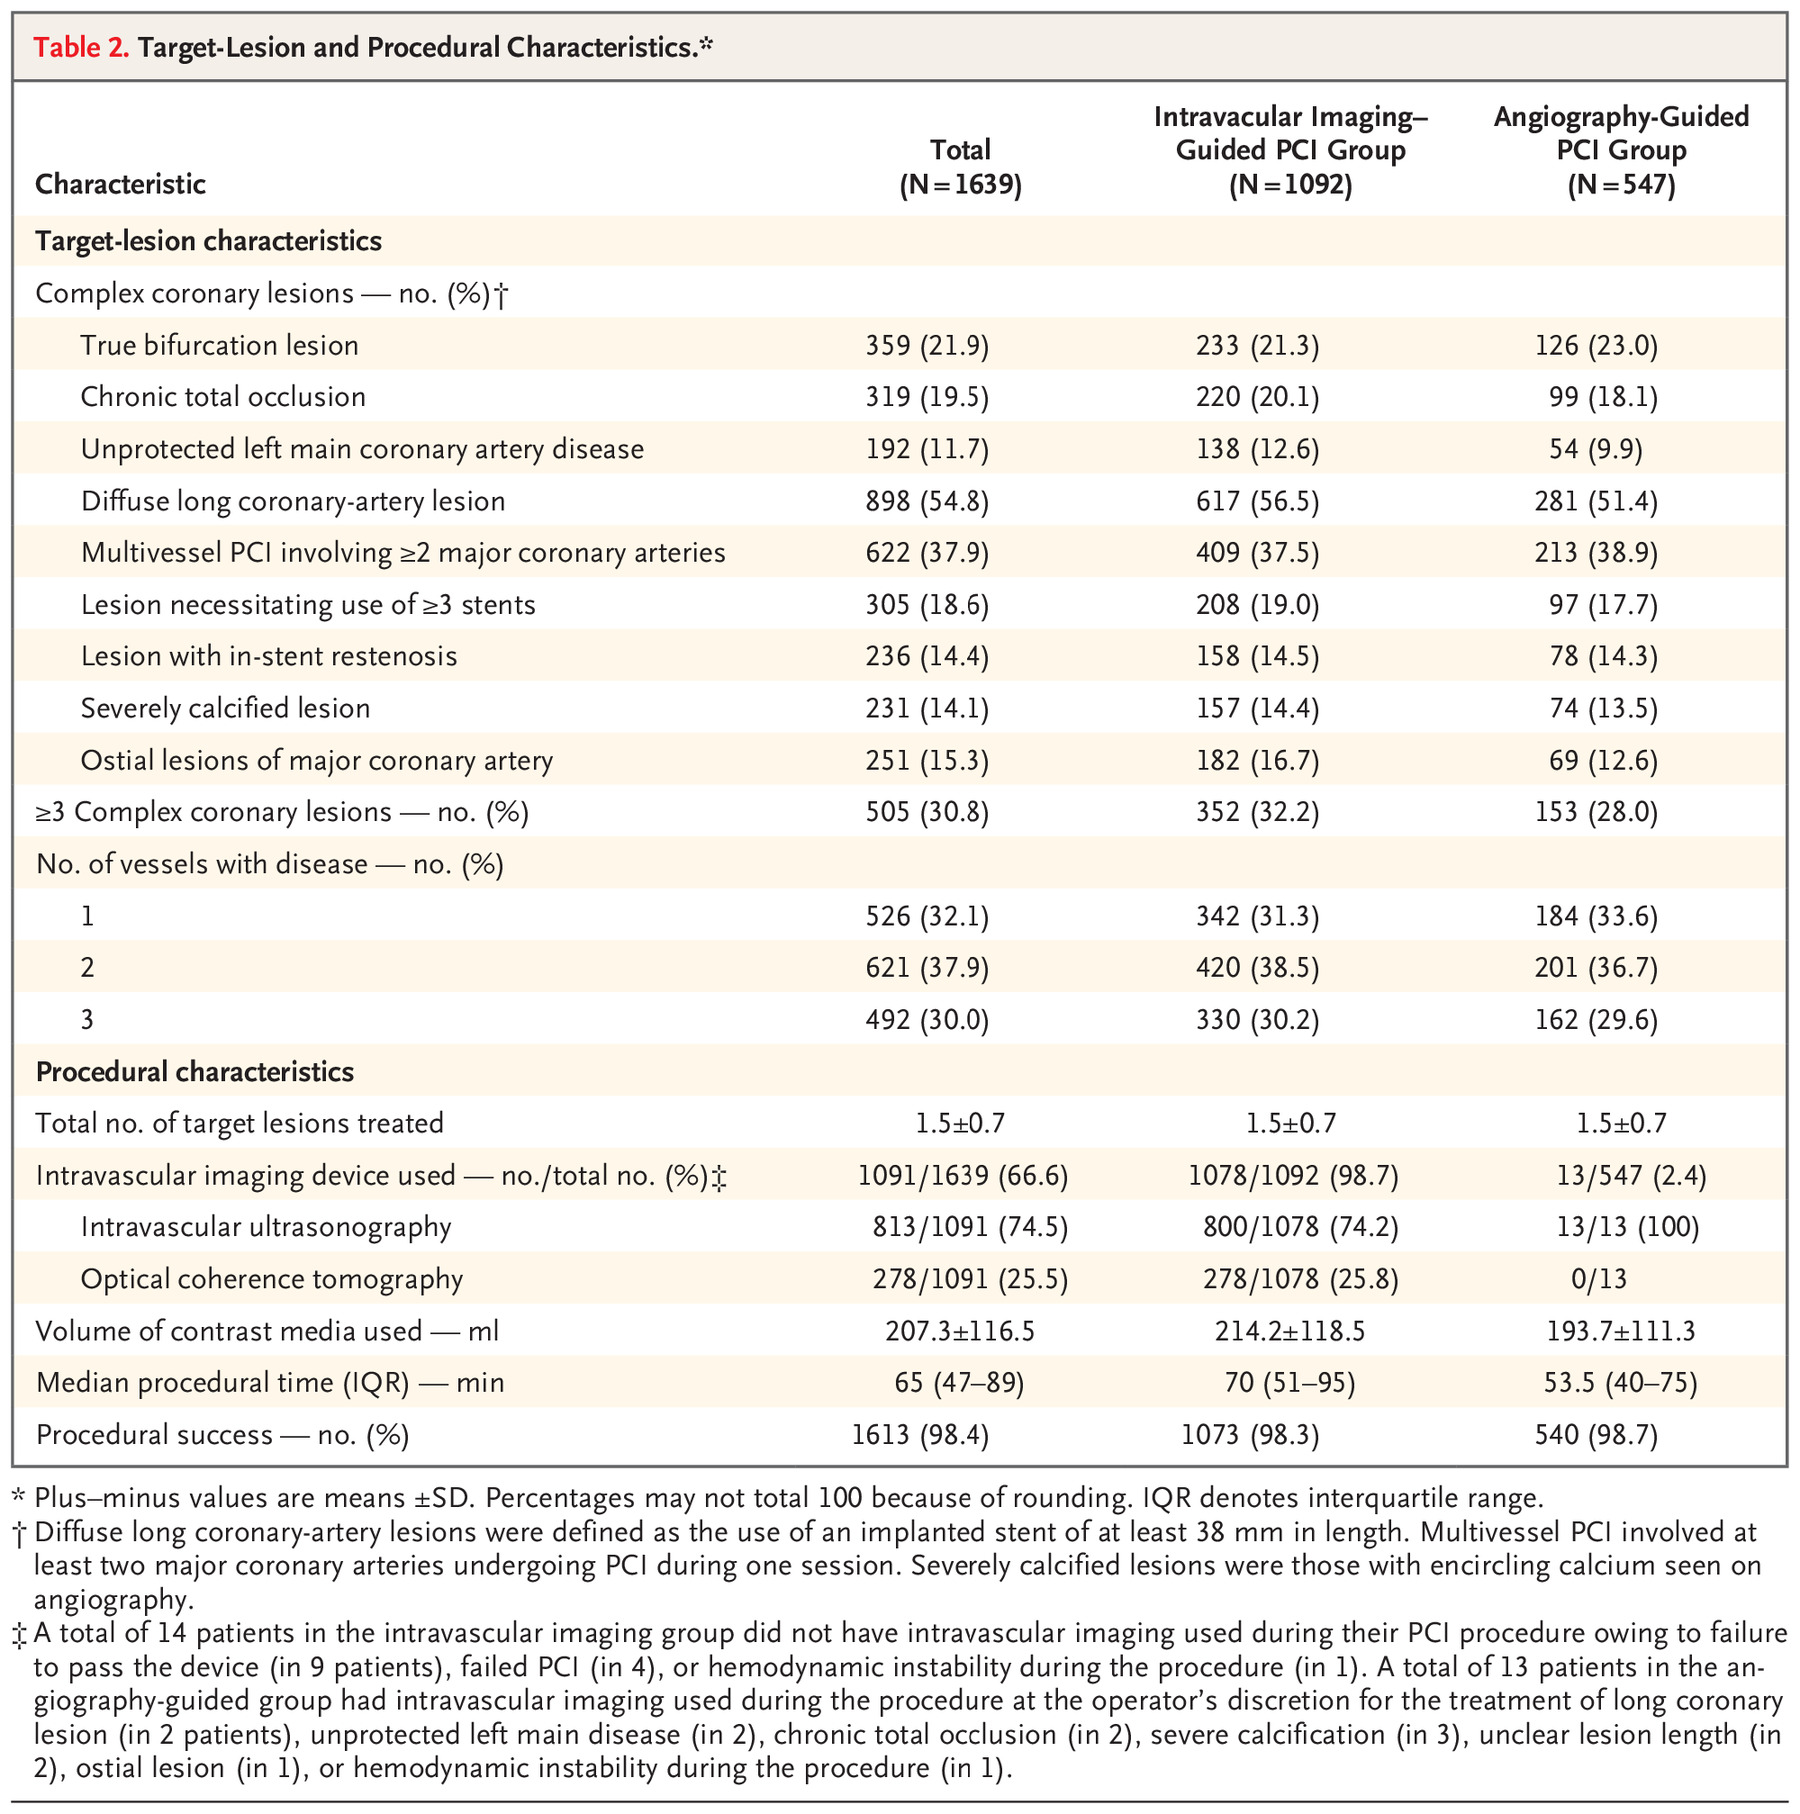 Table 2. Target-Lesion and Procedural Characteristics.*
Characteristic Total (N=1639) Intravacular Imaging–Guided PCI Group (N=1092) Angiography-Guided PCI Group (N=547)
Target-lesion characteristics
Complex coronary lesions — no. (%)†
True bifurcation lesion 359 (21.9) 233 (21.3) 126 (23.0)
Chronic total occlusion 319 (19.5) 220 (20.1) 99 (18.1)
Unprotected left main coronary artery disease 192 (11.7) 138 (12.6) 54 (9.9)
Diffuse long coronary-artery lesion 898 (54.8) 617 (56.5) 281 (51.4)
Multivessel PCI involving ≥2 major coronary arteries 622 (37.9) 409 (37.5) 213 (38.9)
Lesion necessitating use of ≥3 stents 305 (18.6) 208 (19.0) 97 (17.7)
Lesion with in-stent restenosis 236 (14.4) 158 (14.5) 78 (14.3)
Severely calcified lesion 231 (14.1) 157 (14.4) 74 (13.5)
Ostial lesions of major coronary artery 251 (15.3) 182 (16.7) 69 (12.6)
≥3 Complex coronary lesions — no. (%) 505 (30.8) 352 (32.2) 153 (28.0)
No. of vessels with disease — no. (%)
1 526 (32.1) 342 (31.3) 184 (33.6)
2 621 (37.9) 420 (38.5) 201 (36.7)
3 492 (30.0) 330 (30.2) 162 (29.6)
Procedural characteristics
Total no. of target lesions treated 1.5±0.7 1.5±0.7 1.5±0.7
Intravascular imaging device used — no./total no. (%)‡ 1091/1639 (66.6) 1078/1092 (98.7) 13/547 (2.4)
Intravascular ultrasonography 813/1091 (74.5) 800/1078 (74.2) 13/13 (100)
Optical coherence tomography 278/1091 (25.5) 278/1078 (25.8) 0/13
Volume of contrast media used — ml 207.3±116.5 214.2±118.5 193.7±111.3
Median procedural time (IQR) — min 65 (47–89) 70 (51–95) 53.5 (40–75)
Procedural success — no. (%) 1613 (98.4) 1073 (98.3) 540 (98.7)
* Plus–minus values are means ±SD. Percentages may not total 100 because of rounding. IQR denotes interquartile range.
† Diffuse long coronary-artery lesions were defined as the use of an implanted stent of at least 38 mm in length. Multivessel PCI involved at
least two major coronary arteries undergoing PCI during one session. Severely calcified lesions were those with encircling calcium seen on
angiography.
‡ A total of 14 patients in the intravascular imaging group did not have intravascular imaging used during their PCI procedure owing to failure
to pass the device (in 9 patients), failed PCI (in 4), or hemodynamic instability during the procedure (in 1). A total of 13 patients in the an-
giography-guided group had intravascular imaging used during the procedure at the operator’s discretion for the treatment of long coronary
lesion (in 2 patients), unprotected left main disease (in 2), chronic total occlusion (in 2), severe calcification (in 3), unclear lesion length (in
2), ostial lesion (in 1), or hemodynamic instability during the procedure (in 1).